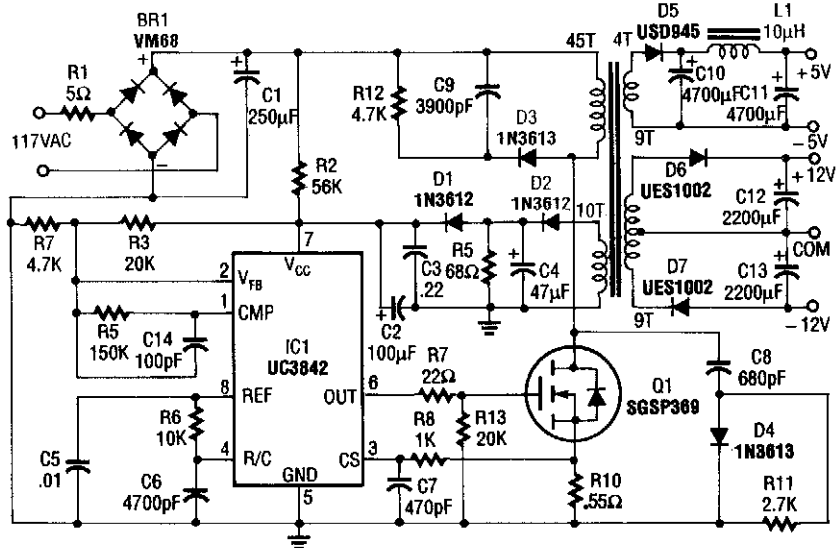 BR1
VM68
+
R1
5Ω
117VAC
−
+
C1
250μF
R12
4.7K
C9
3900pF
45T
D3
1N3613
4T
D5
USD945
L1
10μH
+
C10
4700μF
+
C11
4700μF
+5V
−5V
9T
D6
UES1002
+12V
+
C12
2200μF
COM
+
C13
2200μF
D7
UES1002
9T
−12V
R2
56K
D1
1N3612
D2
1N3612
10T
R7
4.7K
R3
20K
C3
.22
R5
68Ω
+
C4
47μF
+
C2
100μF
7
VCC
2
VFB
1
CMP
R5
150K
C14
100pF
IC1
UC3842
8
REF
OUT
6
R7
22Ω
R6
10K
4
R/C
CS
3
R8
1K
R13
20K
GND
5
C5
.01
C6
4700pF
C7
470pF
Q1
SGSP369
R10
.55Ω
C8
680pF
D4
1N3613
R11
2.7K